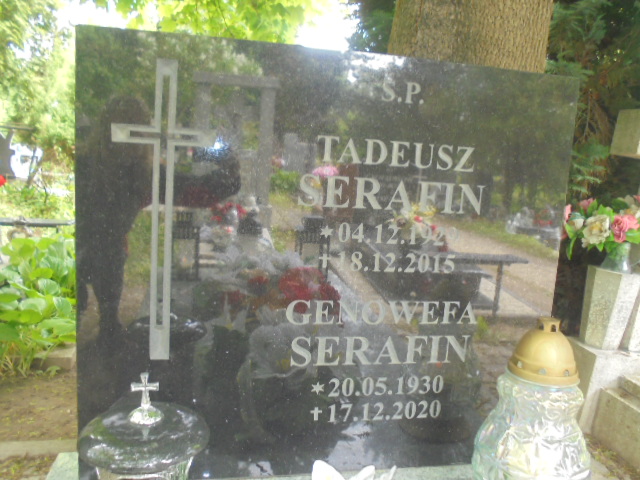 Ś.P.
TADEUSZ
SERAFIN
✝18.12.2015
GENOWEFA
SERAFIN
*20.05.1930
✝17.12.2020